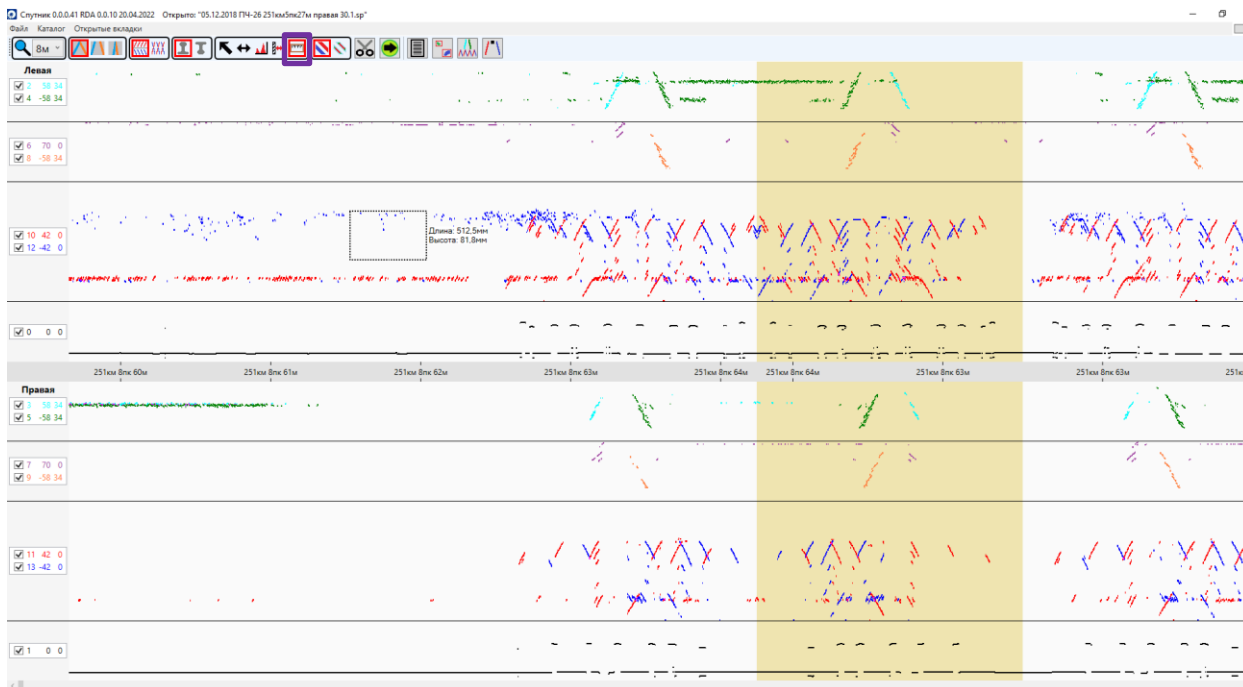 Спутник 0.0.0.41 RDA 0.0.10 20.04.2022 Открыто: "05.12.2018 ПЧ-26 251км5пк27м правая 30.1.sp"
Файл Каталог Открытые вкладки
8м
Левая
2 58 34
4 -58 34
6 70 0
8 -58 34
10 42 0
12 -42 0
Длина: 512,5мм
Высота: 81,8мм
0 0 0
251км 8пк 60м 251км 8пк 61м 251км 8пк 62м 251км 8пк 63м 251км 8пк 64м 251км 8пк 64м 251км 8пк 63м 251км 8пк 63м 251к
Правая
3 58 34
5 -58 34
7 70 0
9 -58 34
11 42 0
13 -42 0
1 0 0